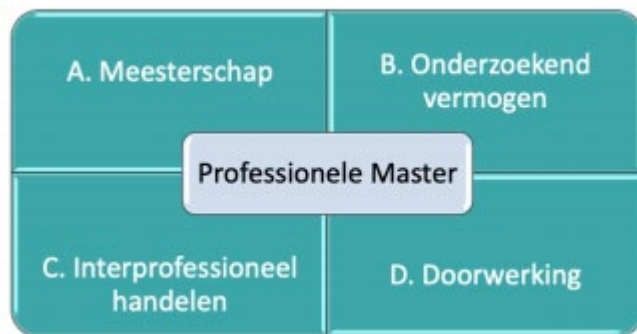 A. Meesterschap
B. Onderzoekend
vermogen
Professionele Master
C. Interprofessioneel
handelen
D. Doorwerking